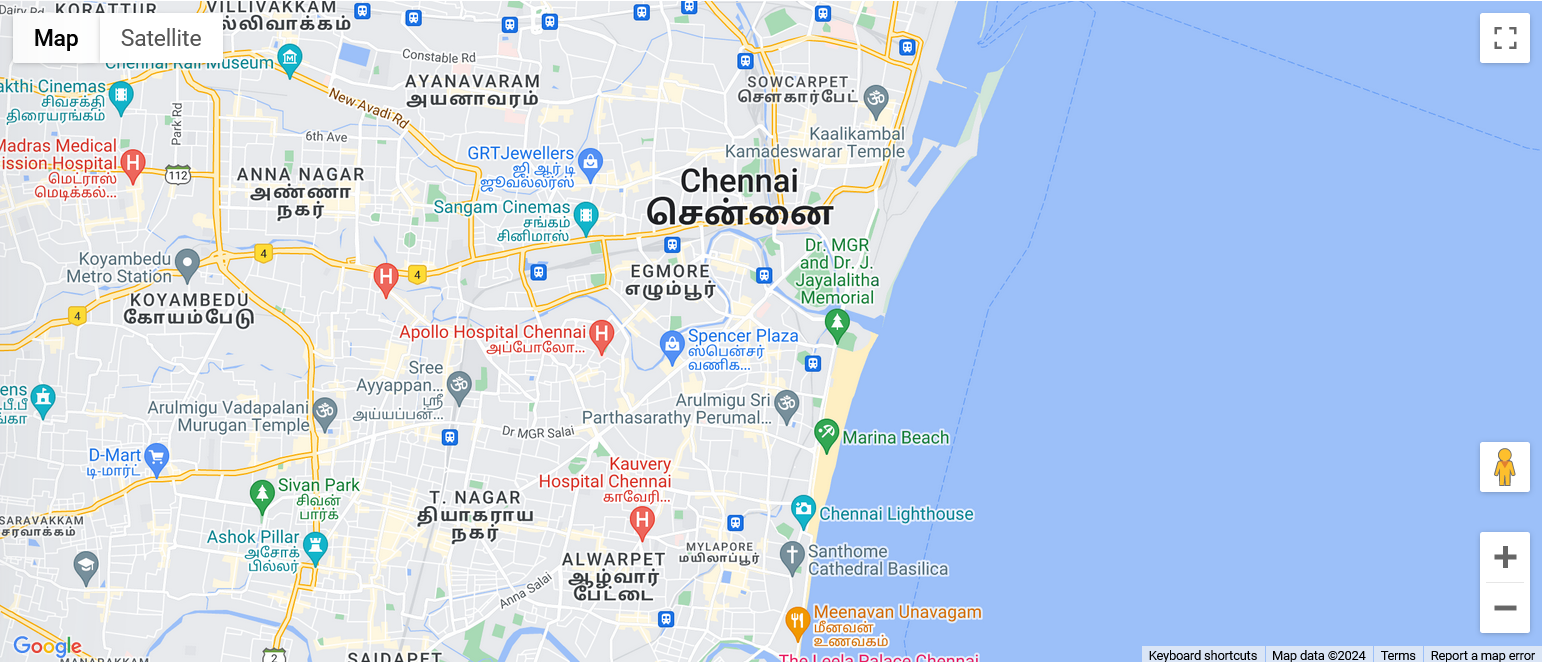 Dairy Rd
KORATTUR
VILLIVAKKAM
ல்லிவாக்கம்
Map
Satellite
Chennai Rail Museum
Constable Rd
AYANAVARAM
அயனாவரம்
SOWCARPET
சௌகார்பேட்
akthi Cinemas
சிவசக்தி
திரையரங்கம்
Park Rd
New Avadi Rd
6th Ave
Kaalikambal
Kamadeswarar Temple
Madras Medical
ission Hospital
மெட்ராஸ்
மெடிக்கல்...
112
ANNA NAGAR
அண்ணா
நகர்
GRTJewellers
ஜி ஆர் டி
ஜூவல்லர்ஸ்
Chennai
சென்னை
Sangam Cinemas
சங்கம்
சினிமாஸ்
Koyambedu
Metro Station
4
4
4
KOYAMBEDU
கோயம்பேடு
EGMORE
எழும்பூர்
Dr. MGR
and Dr. J.
Jayalalitha
Memorial
Apollo Hospital Chennai
அப்போலோ...
Spencer Plaza
ஸ்பென்சர்
வணிக...
Sree
Ayyappan...
ஸ்ரீ
அய்யப்பன்...
ens
Arulmigu Vadapalani
Murugan Temple
Arulmigu Sri
Parthasarathy Perumal...
Dr MGR Salai
Marina Beach
D-Mart
டி-மார்ட்
Kauvery
Hospital Chennai
காவேரி...
Sivan Park
சிவன்
பார்க்
T. NAGAR
தியாகராய
நகர்
Chennai Lighthouse
SARAVAKKAM
சரவாக்கம்
Ashok Pillar
அசோக்
பில்லர்
MYLAPORE
மயிலாப்பூர்
ALWARPET
ஆழ்வார்
பேட்டை
Santhome
Cathedral Basilica
Anna Salai
Meenavan Unavagam
மீனவன்
உணவகம்
Google
MANAPAKKAM
2
SAIDAPET
The Leela Palace Chennai
Keyboard shortcuts
Map data ©2024
Terms
Report a map error